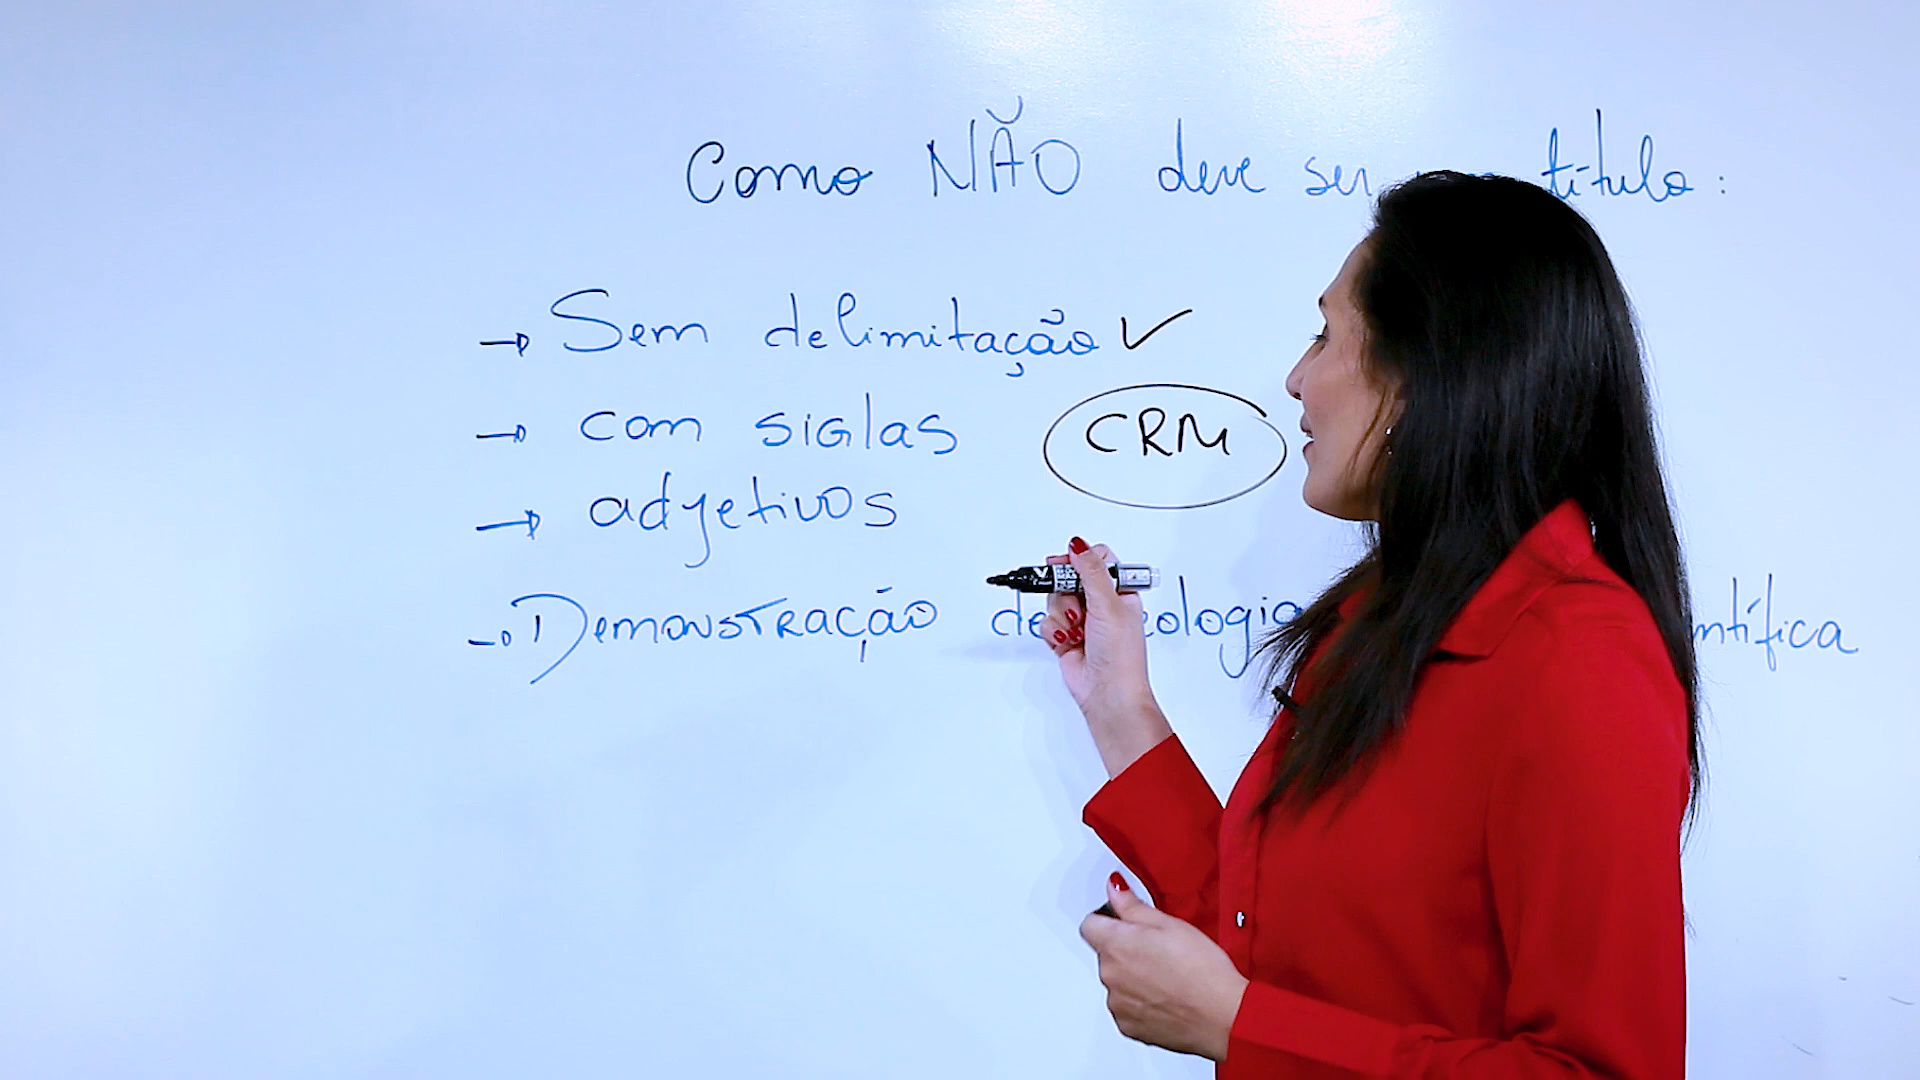 Como NÃO deve ser título:
→ Sem delimitação ✓
→ com siglas CRM
→ adjetivos
→ Demonstração de